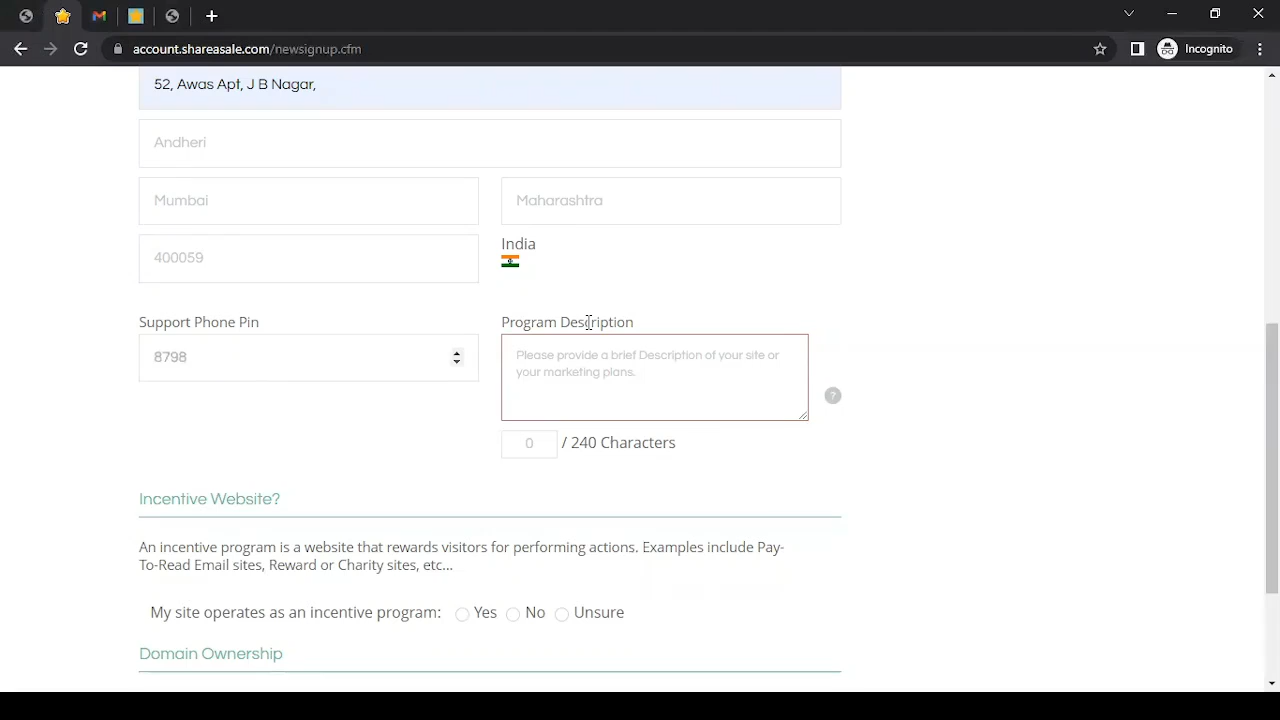 account.shareasale.com/newsignup.cfm
Incognito
52, Awas Apt, J B Nagar,
Andheri
Mumbai
Maharashtra
400059
India
Support Phone Pin
Program Description
8798
Please provide a brief Description of your site or
your marketing plans.
?
0 / 240 Characters
Incentive Website?
An incentive program is a website that rewards visitors for performing actions. Examples include Pay-
To-Read Email sites, Reward or Charity sites, etc...
My site operates as an incentive program: Yes No Unsure
Domain Ownership